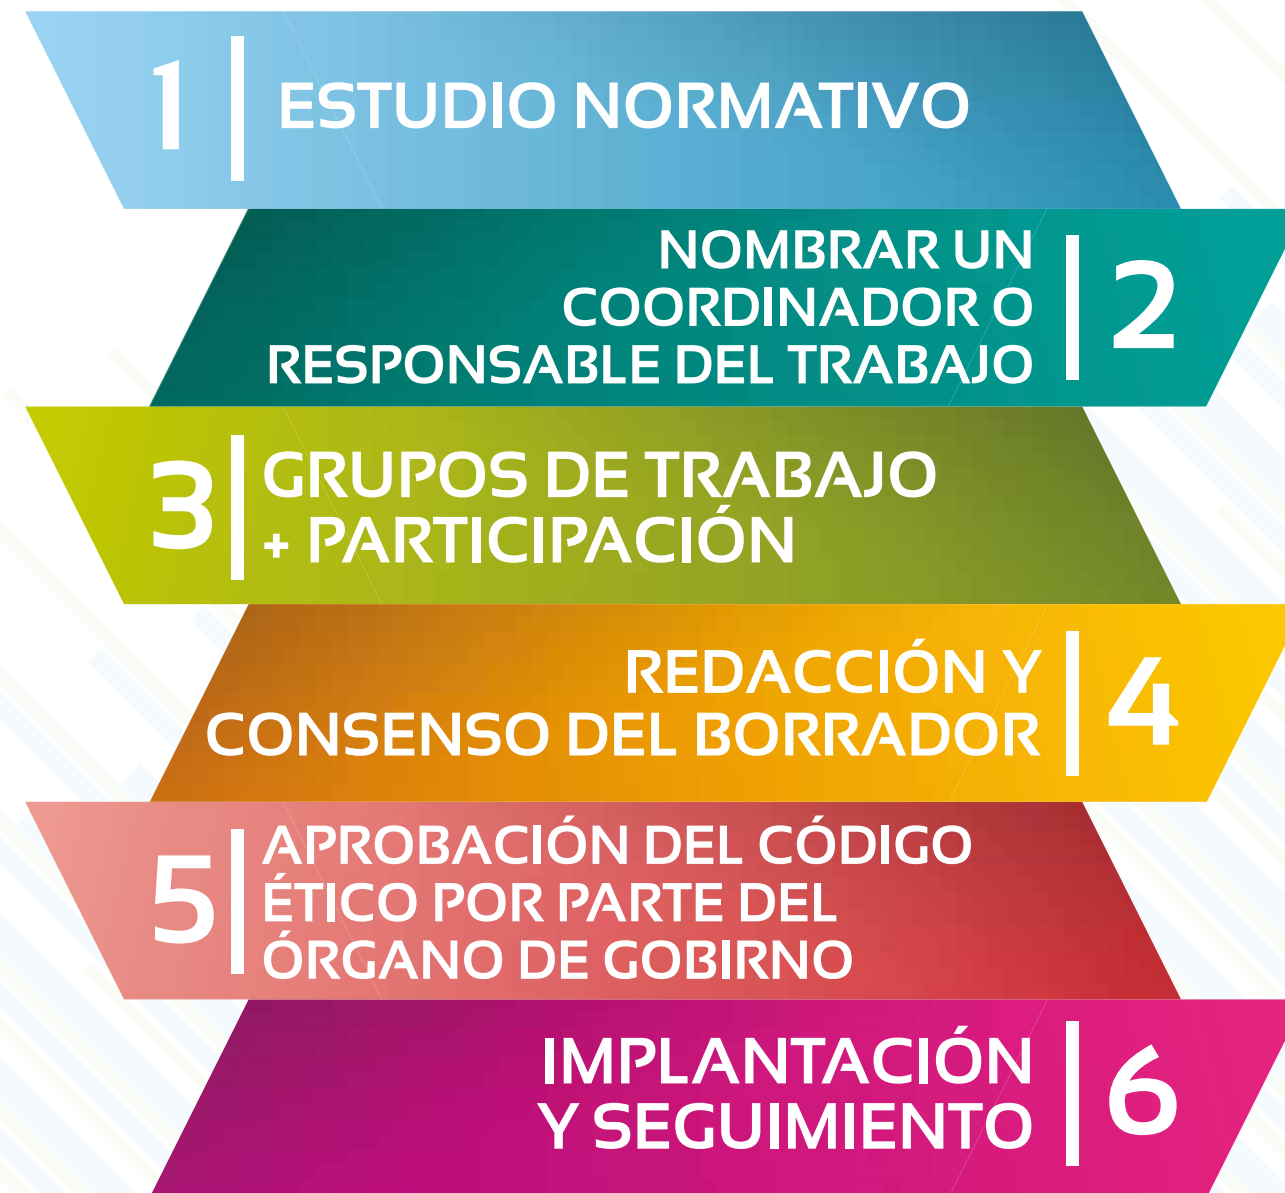 1
ESTUDIO NORMATIVO
NOMBRAR UN
COORDINADOR O
RESPONSABLE DEL TRABAJO
2
3
GRUPOS DE TRABAJO
+ PARTICIPACIÓN
REDACCIÓN Y
CONSENSO DEL BORRADOR
4
5
APROBACIÓN DEL CÓDIGO
ÉTICO POR PARTE DEL
ÓRGANO DE GOBIRNO
IMPLANTACIÓN
Y SEGUIMIENTO
6